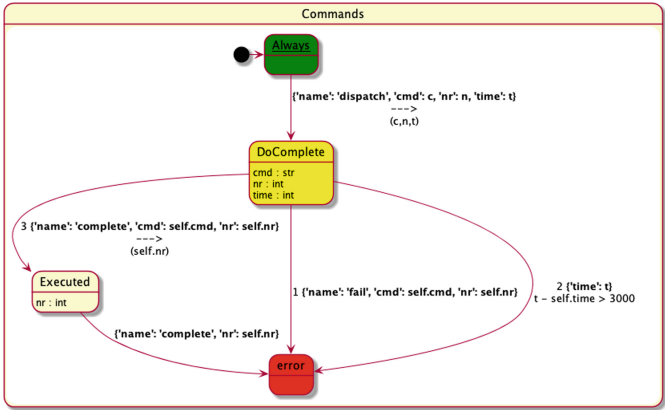 Commands
Always
{'name': 'dispatch', 'cmd': c, 'nr': n, 'time': t}
--->
(c,n,t)
DoComplete
cmd : str
nr : int
time : int
3 {'name': 'complete', 'cmd': self.cmd, 'nr': self.nr}
--->
(self.nr)
Executed
nr : int
1 {'name': 'fail', 'cmd': self.cmd, 'nr': self.nr}
2 {'time': t}
t - self.time > 3000
{'name': 'complete', 'nr': self.nr}
error